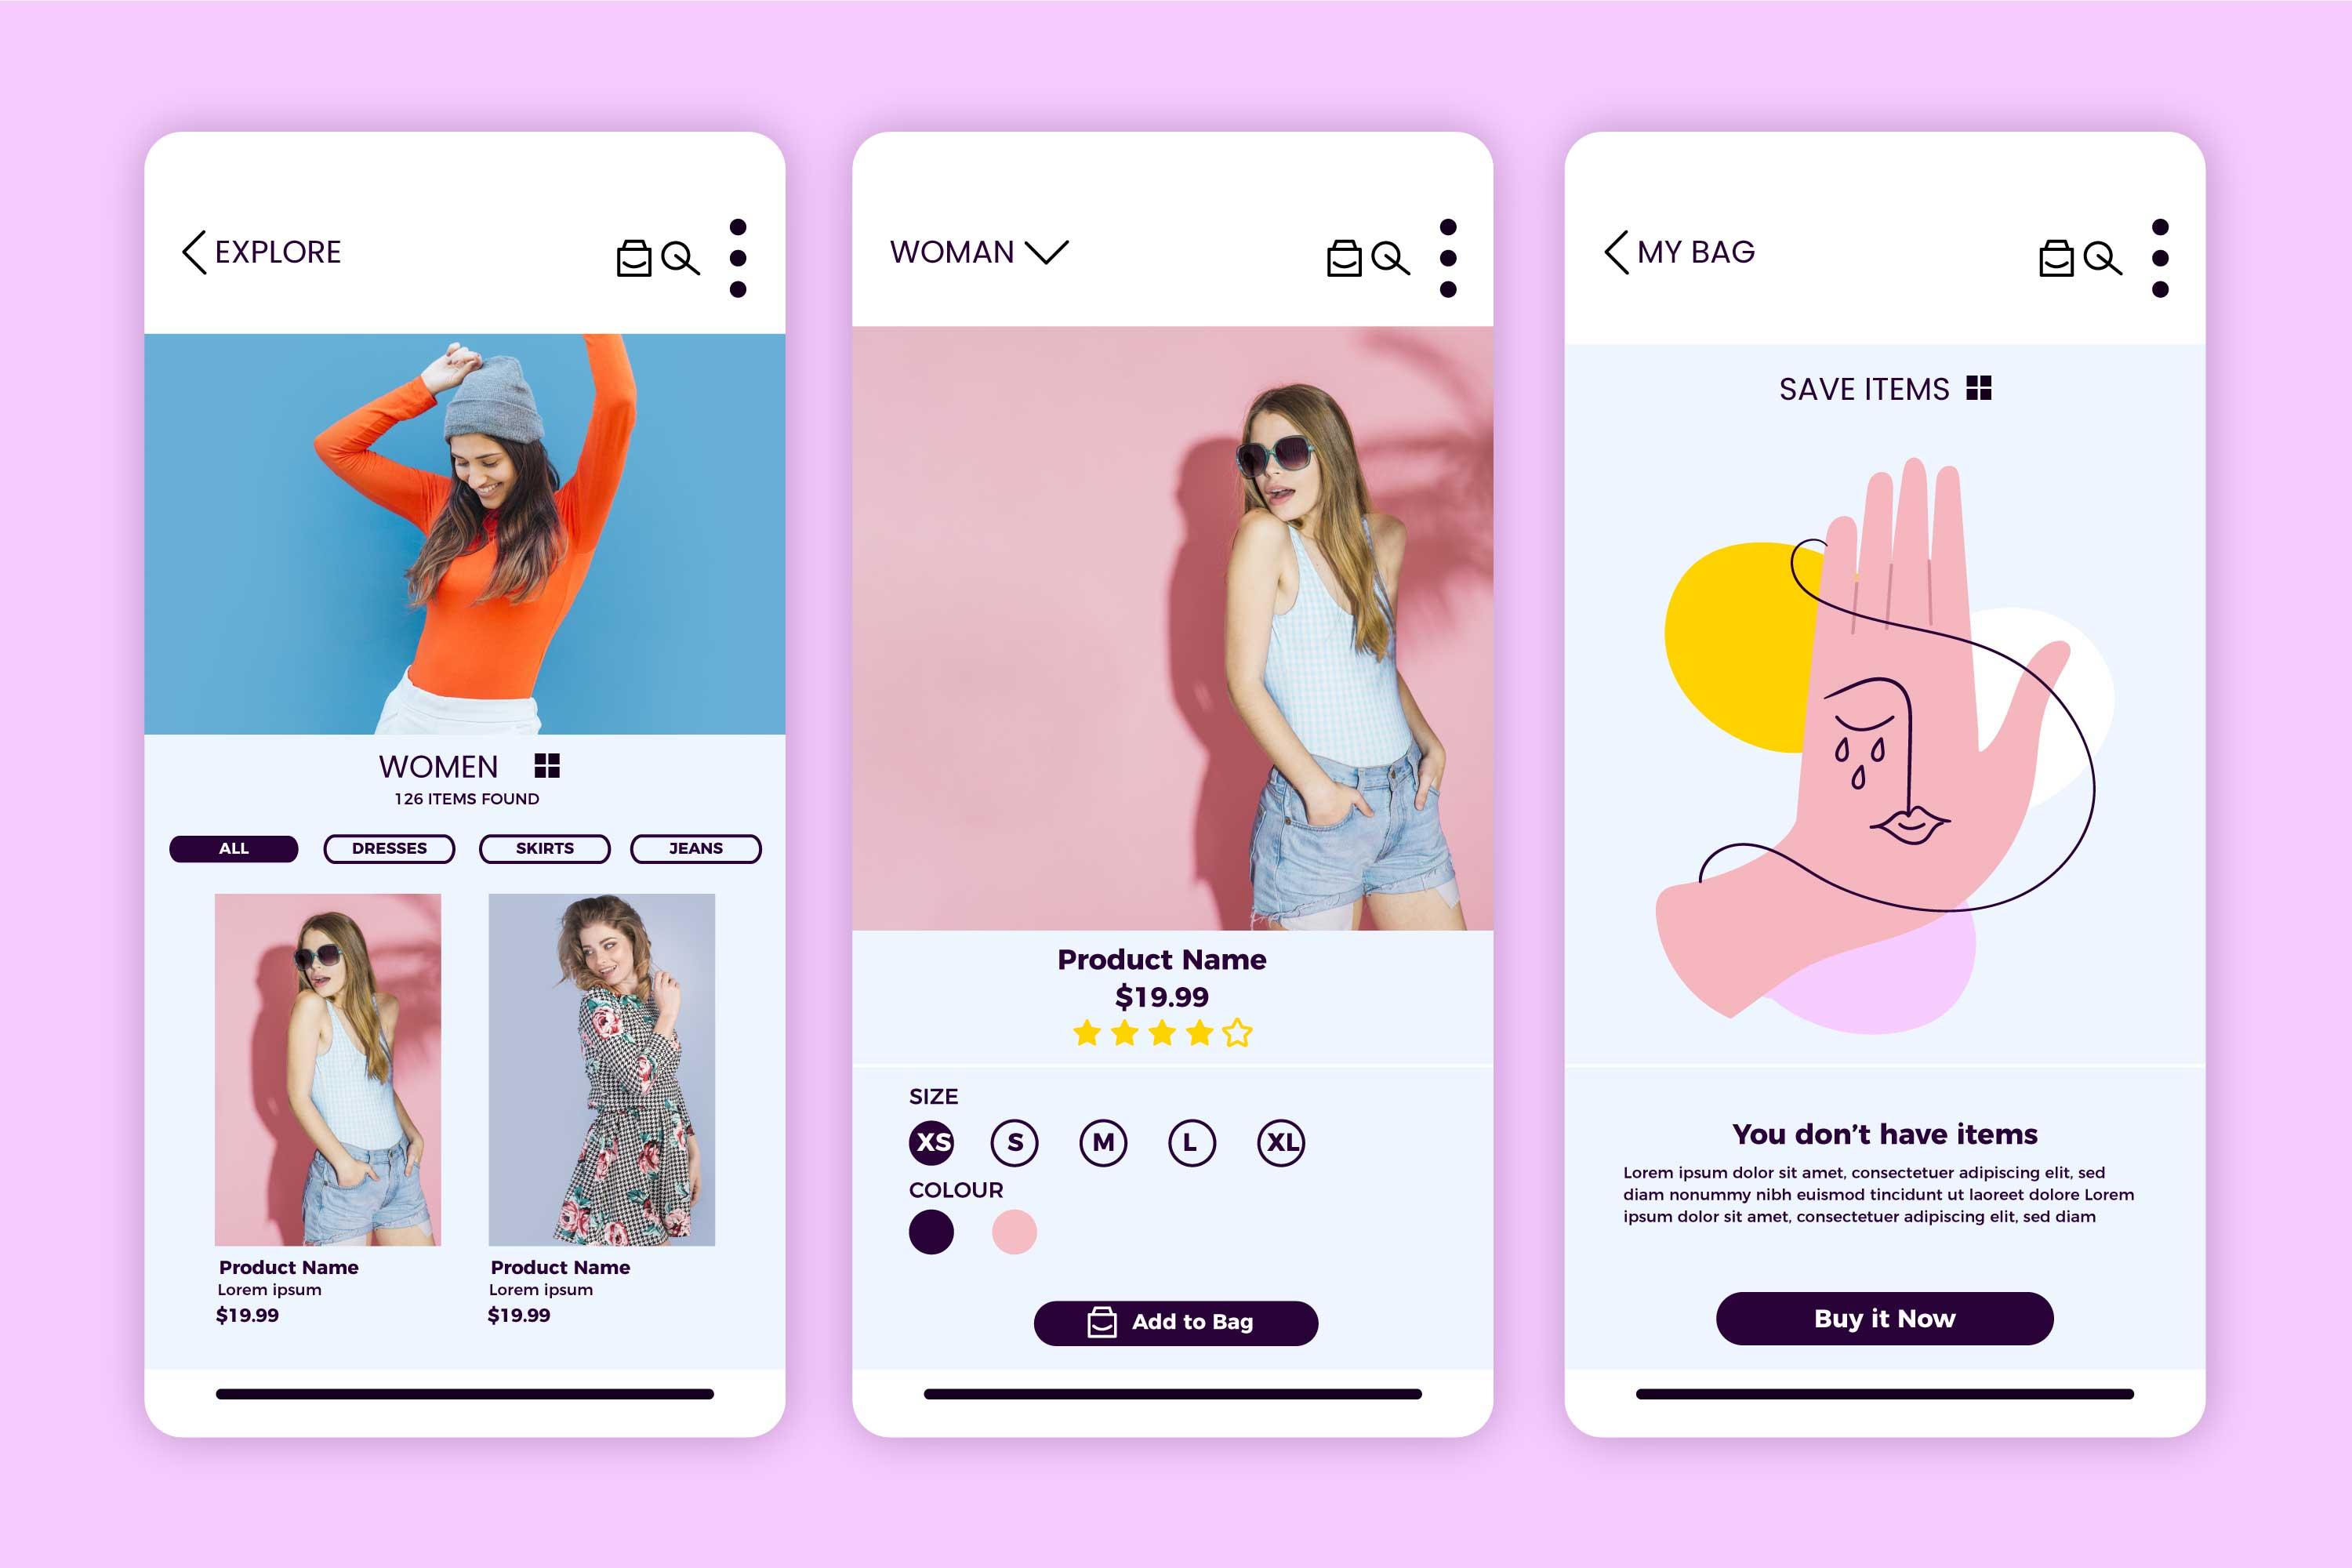 EXPLORE
WOMEN
126 ITEMS FOUND
ALL
DRESSES
SKIRTS
JEANS
Product Name
Lorem ipsum
$19.99
Product Name
Lorem ipsum
$19.99
WOMAN
Product Name
$19.99
SIZE
XS
S
M
L
XL
COLOUR
Add to Bag
MY BAG
SAVE ITEMS
You don’t have items
Lorem ipsum dolor sit amet, consectetuer adipiscing elit, sed
diam nonummy nibh euismod tincidunt ut laoreet dolore Lorem
ipsum dolor sit amet, consectetuer adipiscing elit, sed diam
Buy it Now